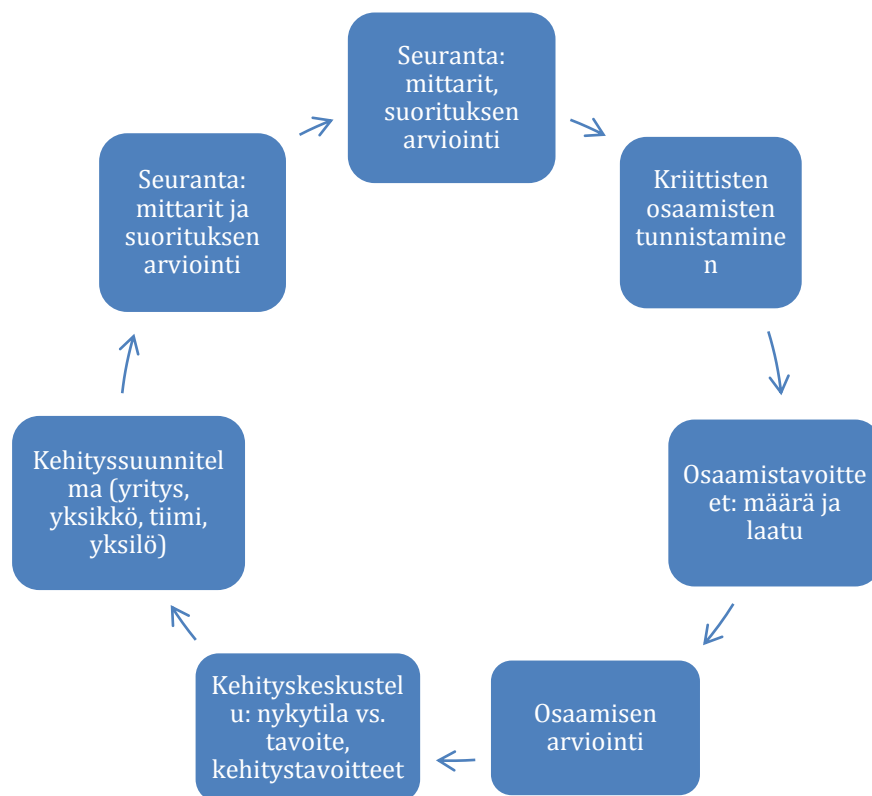 Seuranta:
mittarit,
suorituksen
arviointi
Kriittisten
osaamisten
tunnistamine
n
Osaamistavoitte
et: määrä ja
laatu
Osaamisen
arviointi
Kehityskeskustel
u: nykytila vs.
tavoite,
kehitystavoitteet
Kehityssuunnitel
ma (yritys,
yksikkö, tiimi,
yksilö)
Seuranta:
mittarit ja
suorituksen
arviointi